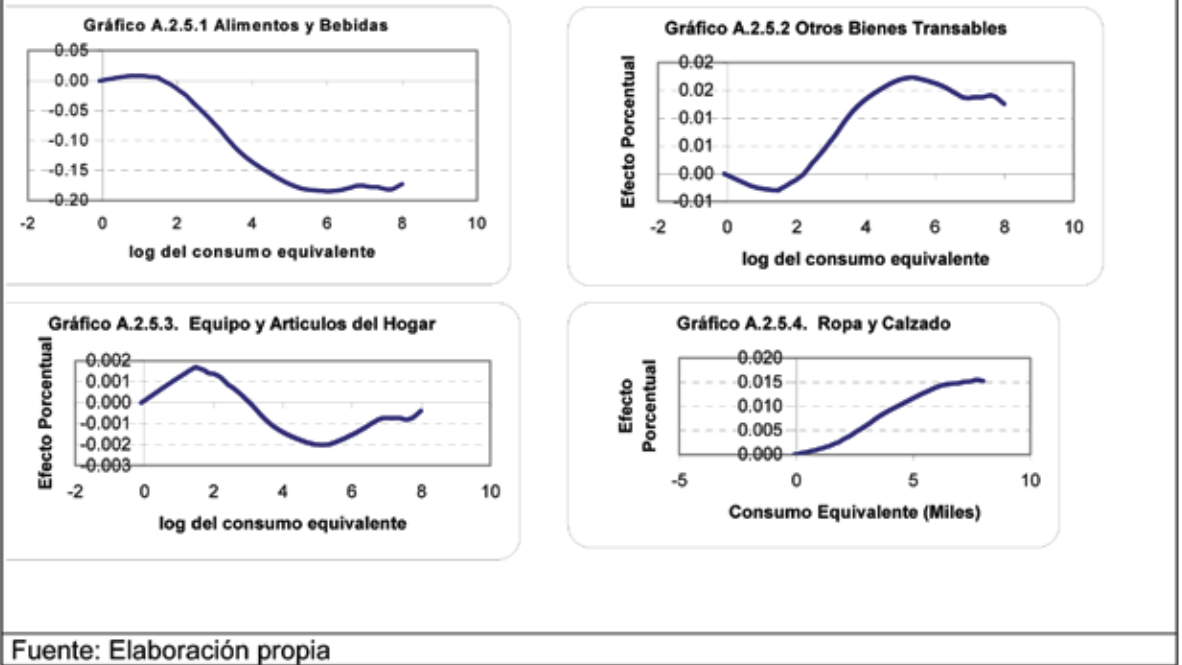 Gráfico A.2.5.1 Alimentos y Bebidas
0.05
0.00
-0.05
-0.10
-0.15
-0.20
-2 0 2 4 6 8 10
log del consumo equivalente
Gráfico A.2.5.2 Otros Bienes Transables
Efecto Porcentual
0.02
0.02
0.01
0.01
0.00
-0.01
-2 0 2 4 6 8 10
log del consumo equivalente
Gráfico A.2.5.3. Equipo y Articulos del Hogar
Efecto Porcentual
0.002
0.001
0.000
-0.001
-0.002
-0.003
-2 0 2 4 6 8 10
log del consumo equivalente
Gráfico A.2.5.4. Ropa y Calzado
Efecto
Porcentual
0.020
0.015
0.010
0.005
0.000
-5 0 5 10
Consumo Equivalente (Miles)
Fuente: Elaboración propia